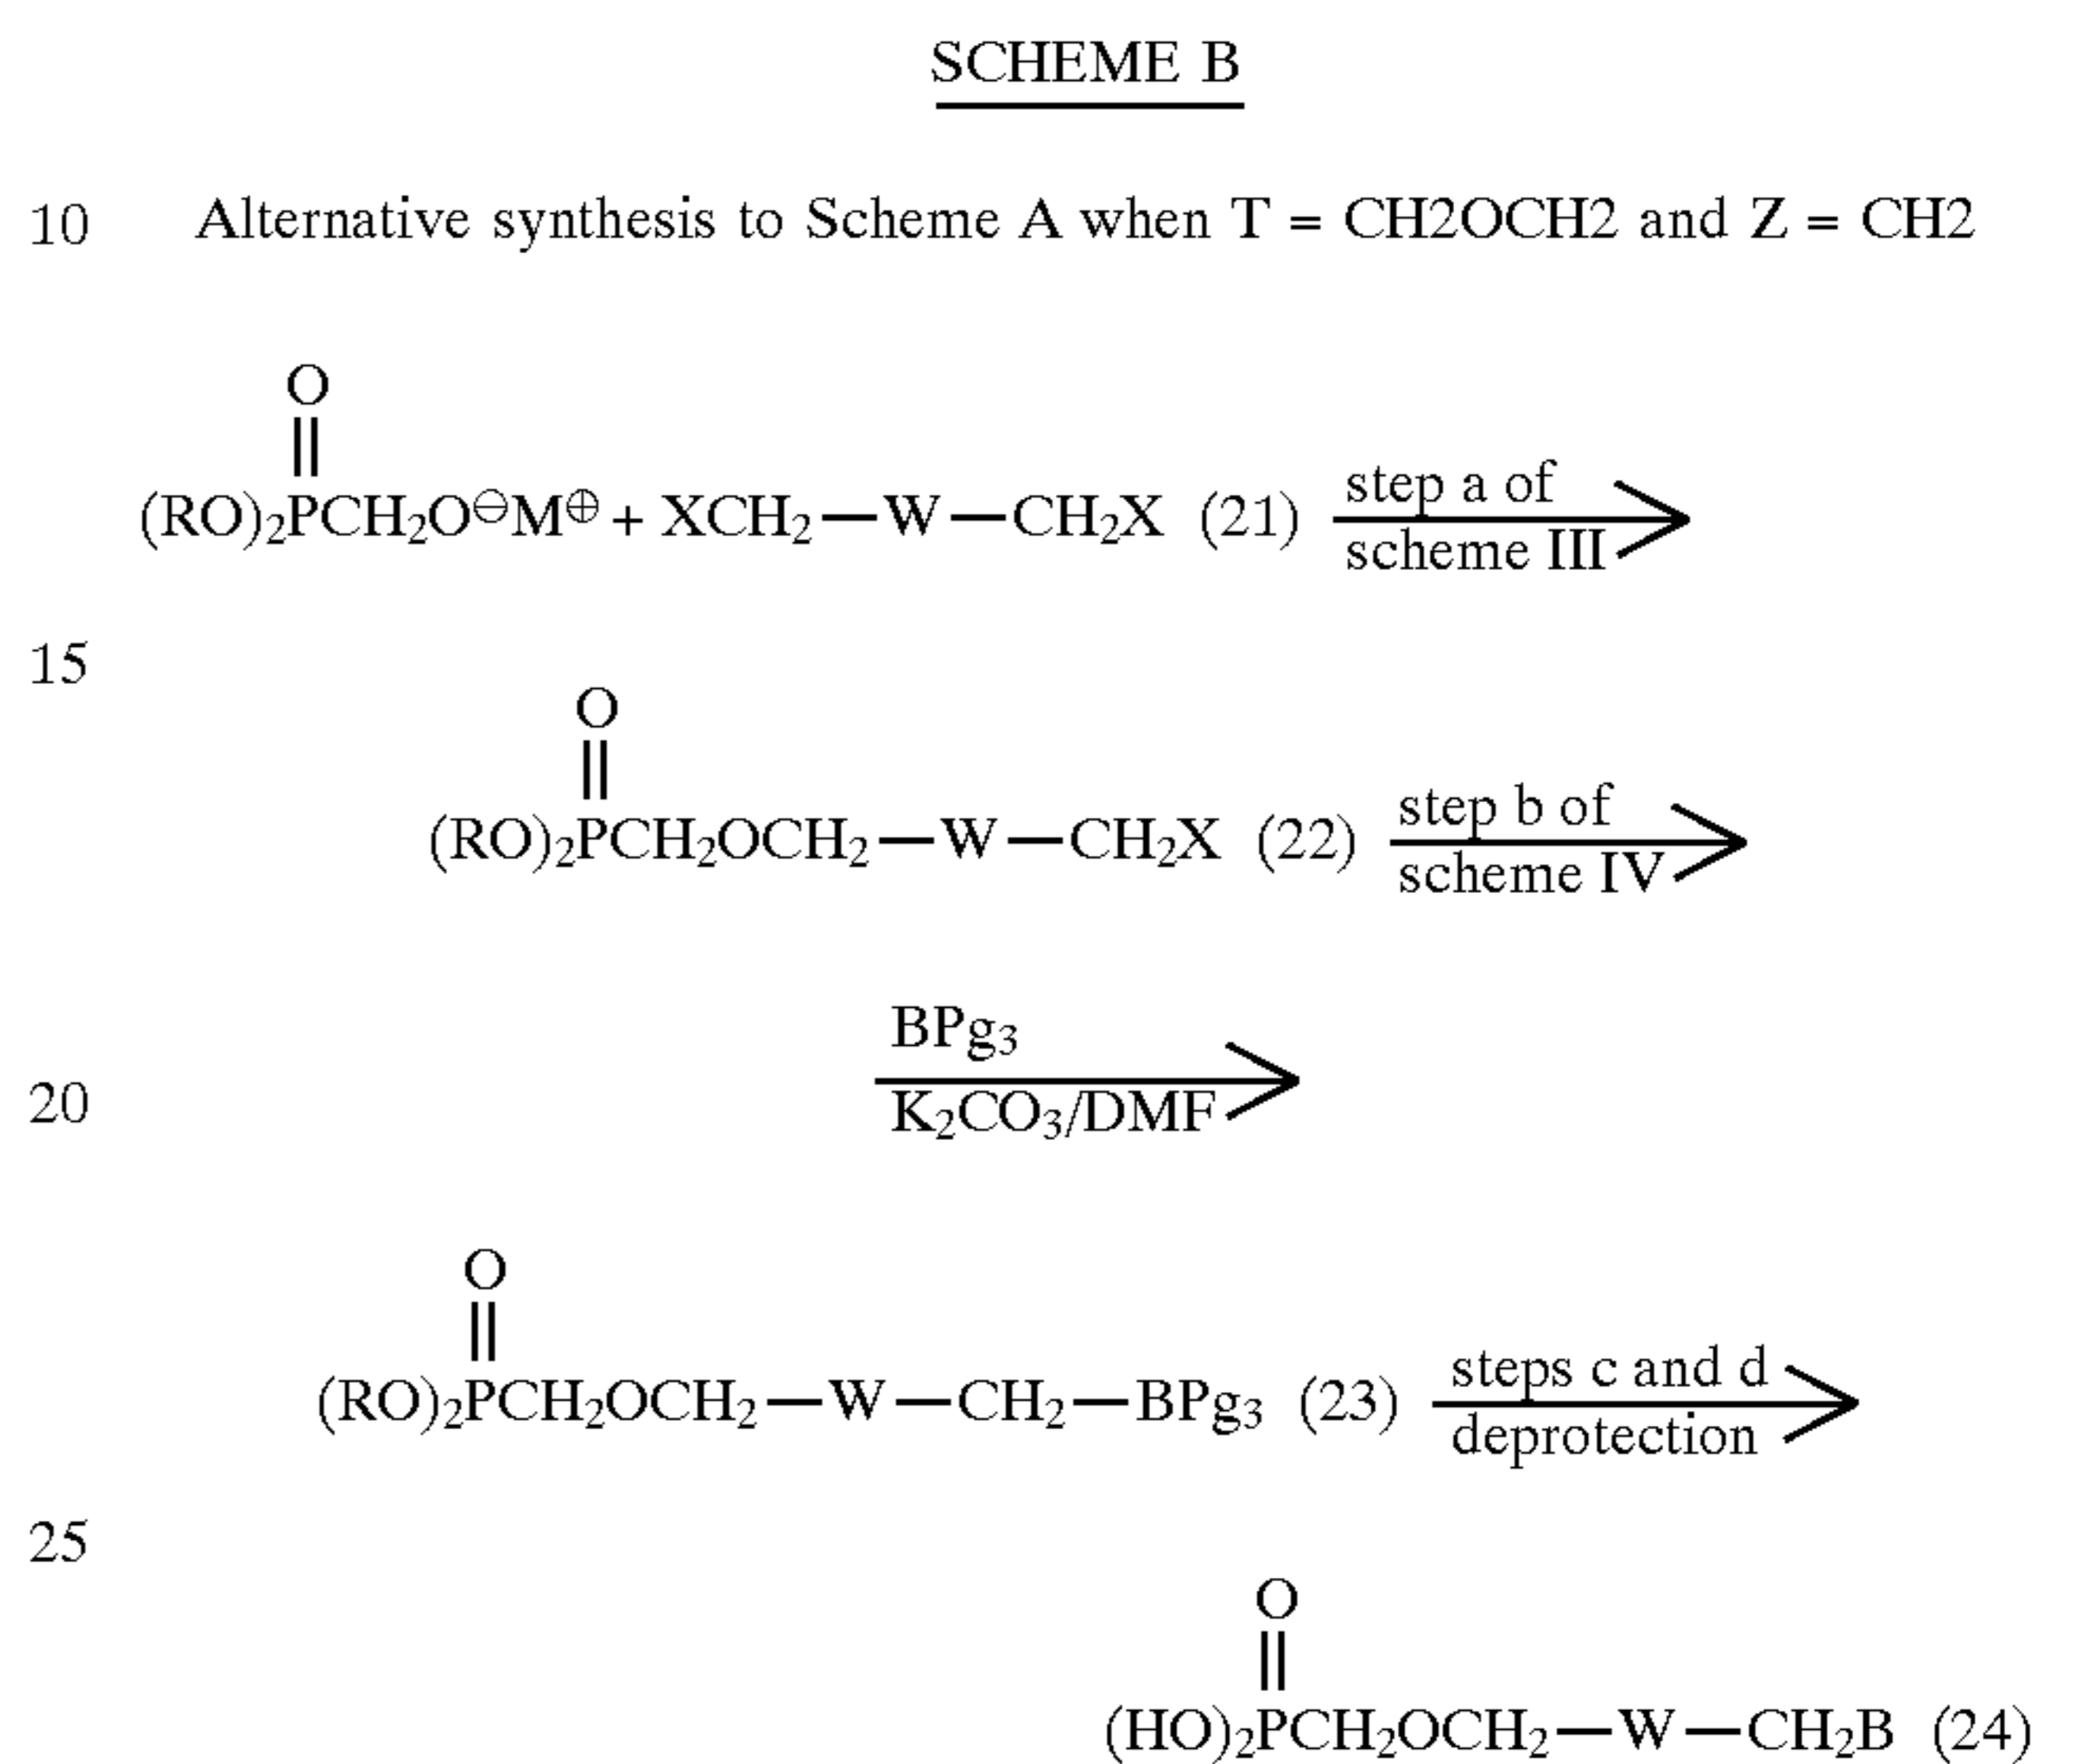 SCHEME B
10 Alternative synthesis to Scheme A when T = CH2OCH2 and Z = CH2
O
||
(RO)₂PCH₂O⊖M⊕ + XCH₂—W—CH₂X (21) step a of
scheme III
15
O
||
(RO)₂PCH₂OCH₂—W—CH₂X (22) step b of
scheme IV
BPg₃
20 K₂CO₃/DMF
O
||
(RO)₂PCH₂OCH₂—W—CH₂—BPg₃ (23) steps c and d
deprotection
25
O
||
(HO)₂PCH₂OCH₂—W—CH₂B (24)